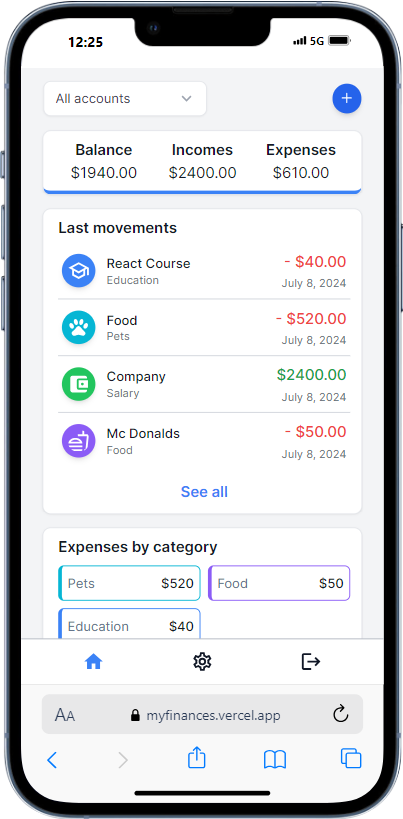 12:25 5G
All accounts +
Balance Incomes Expenses
$1940.00 $2400.00 $610.00
Last movements
React Course - $40.00
Education July 8, 2024
Food - $520.00
Pets July 8, 2024
Company $2400.00
Salary July 8, 2024
Mc Donalds - $50.00
Food July 8, 2024
See all
Expenses by category
Pets $520 Food $50
Education $40
AA myfinances.vercel.app